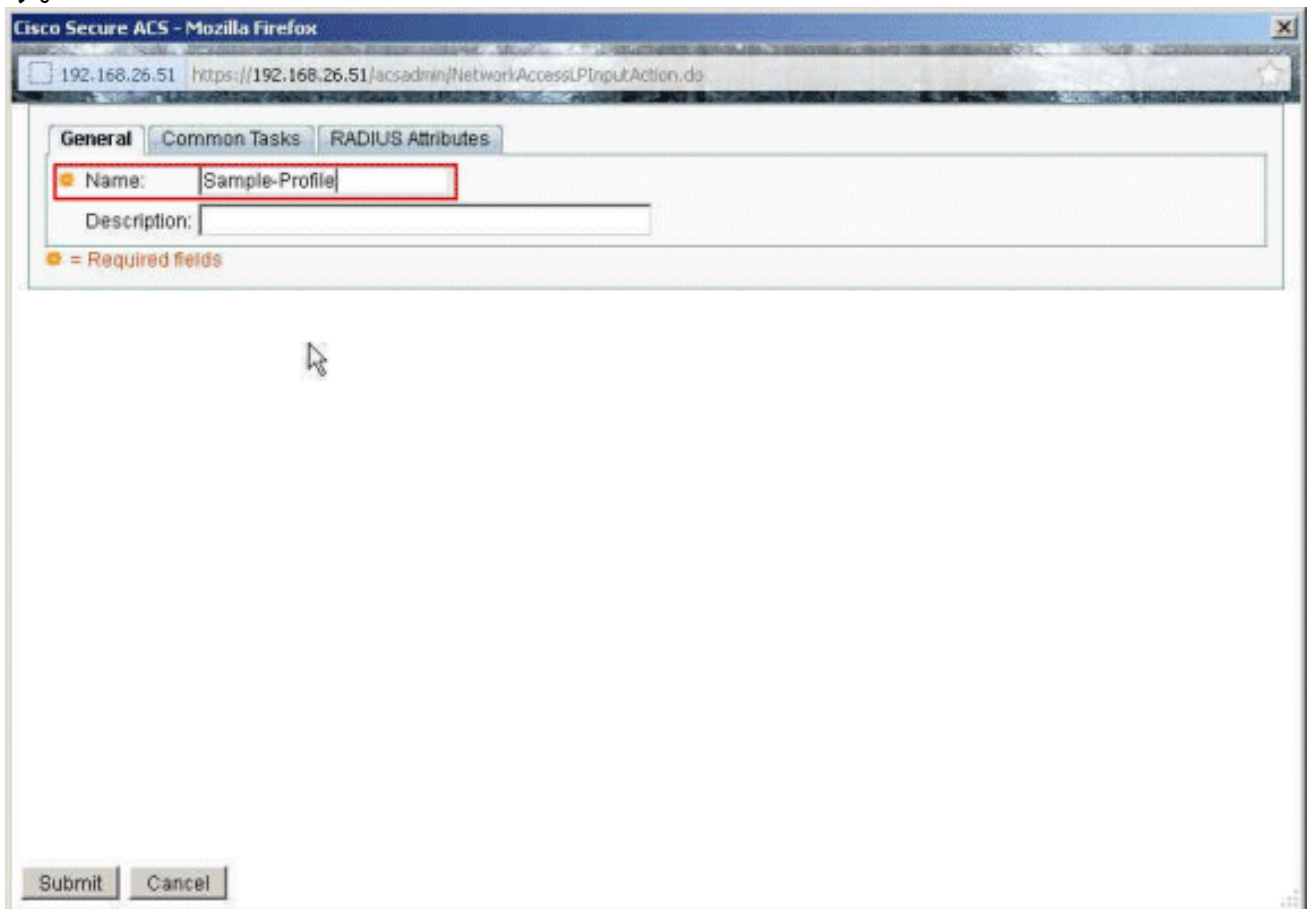 す。
Cisco Secure ACS - Mozilla Firefox
192.168.26.51 https://192.168.26.51/acsadmin/NetworkAccessLPInputAction.do
General Common Tasks RADIUS Attributes
Name: Sample-Profile
Description:
= Required fields
Submit Cancel